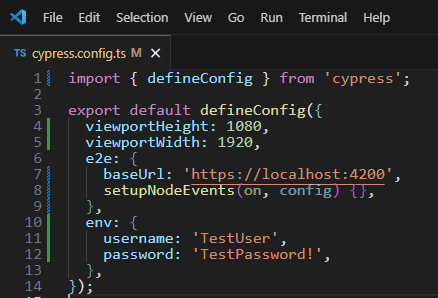 File Edit Selection View Go Run Terminal Help
TS cypress.config.ts M ×
1 import { defineConfig } from 'cypress';
2
3 export default defineConfig({
4 viewportHeight: 1080,
5 viewportWidth: 1920,
6 e2e: {
7 baseUrl: 'https://localhost:4200',
8 setupNodeEvents(on, config) {},
9 },
10 env: {
11 username: 'TestUser',
12 password: 'TestPassword!',
13 },
14 });